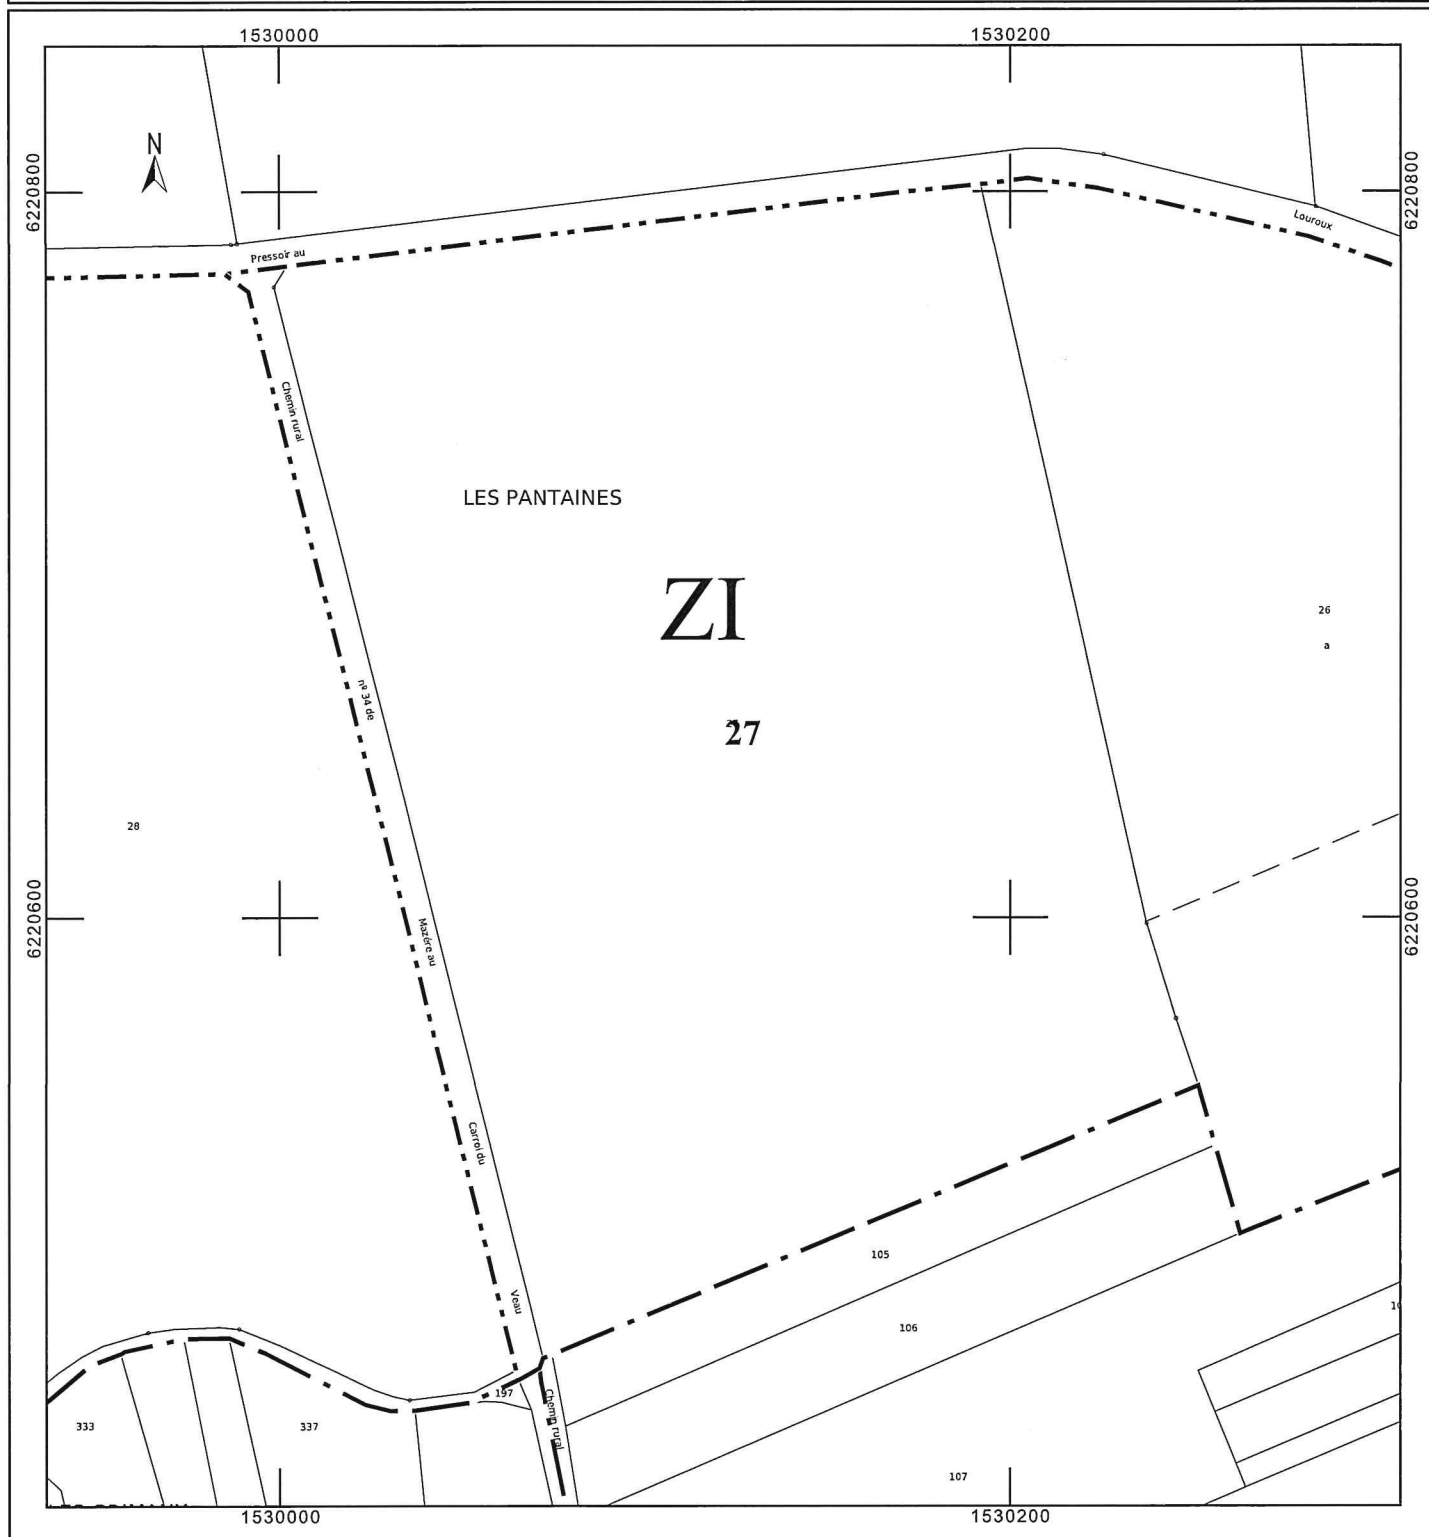 1530000
1530200
N
6220800
6220800
Louroux
Pressoir au
Chemin rural
LES PANTAINES
ZI
26
a
nº 34 de
27
28
6220600
6220600
Mazère au
Carroi du
105
Veau
106
197
Chemin rural
333
337
107
1530000
1530200